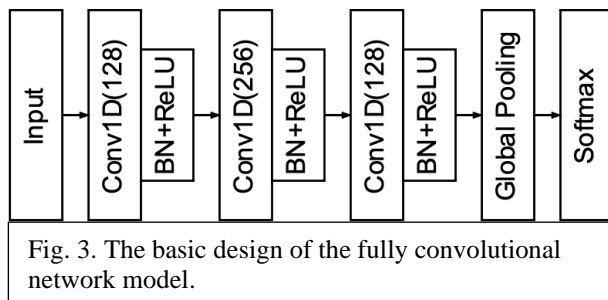 Input
Conv1D(128)
BN+ReLU
Conv1D(256)
BN+ReLU
Conv1D(128)
BN+ReLU
Global Pooling
Softmax
Fig. 3. The basic design of the fully convolutional
network model.